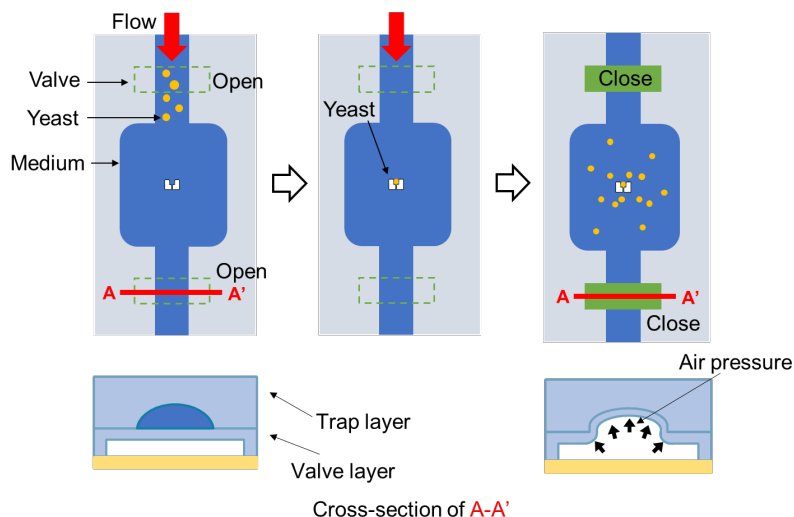 Flow
Valve
Open
Yeast
Medium
Open
A A’
Yeast
Close
A A’
Close
Trap layer
Valve layer
Air pressure
Cross-section of A-A’